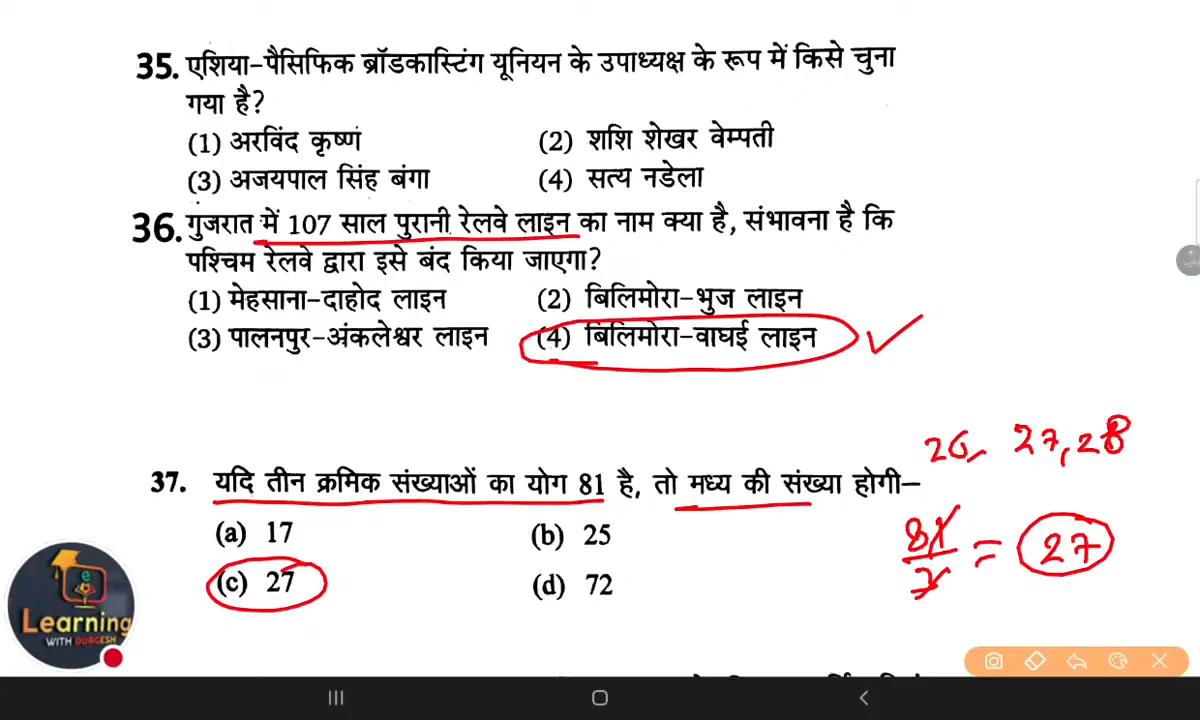 35. एशिया-पैसिफिक ब्रॉडकास्टिंग यूनियन के उपाध्यक्ष के रूप में किसे चुना
गया है?
(1) अरविंद कृष्णं (2) शशि शेखर वेम्पती
(3) अजयपाल सिंह बंगा (4) सत्य नडेला
36. गुजरात में 107 साल पुरानी रेलवे लाइन का नाम क्या है, संभावना है कि
पश्चिम रेलवे द्वारा इसे बंद किया जाएगा?
(1) मेहसाना-दाहोद लाइन (2) बिलिमोरा-भुज लाइन
(3) पालनपुर-अंकलेश्वर लाइन (4) बिलिमोरा-वाघई लाइन
26, 27, 28
37. यदि तीन क्रमिक संख्याओं का योग 81 है, तो मध्य की संख्या होगी—
(a) 17 (b) 25
81/3 = 27
(c) 27 (d) 72
e
Learning
WITH DURGESH